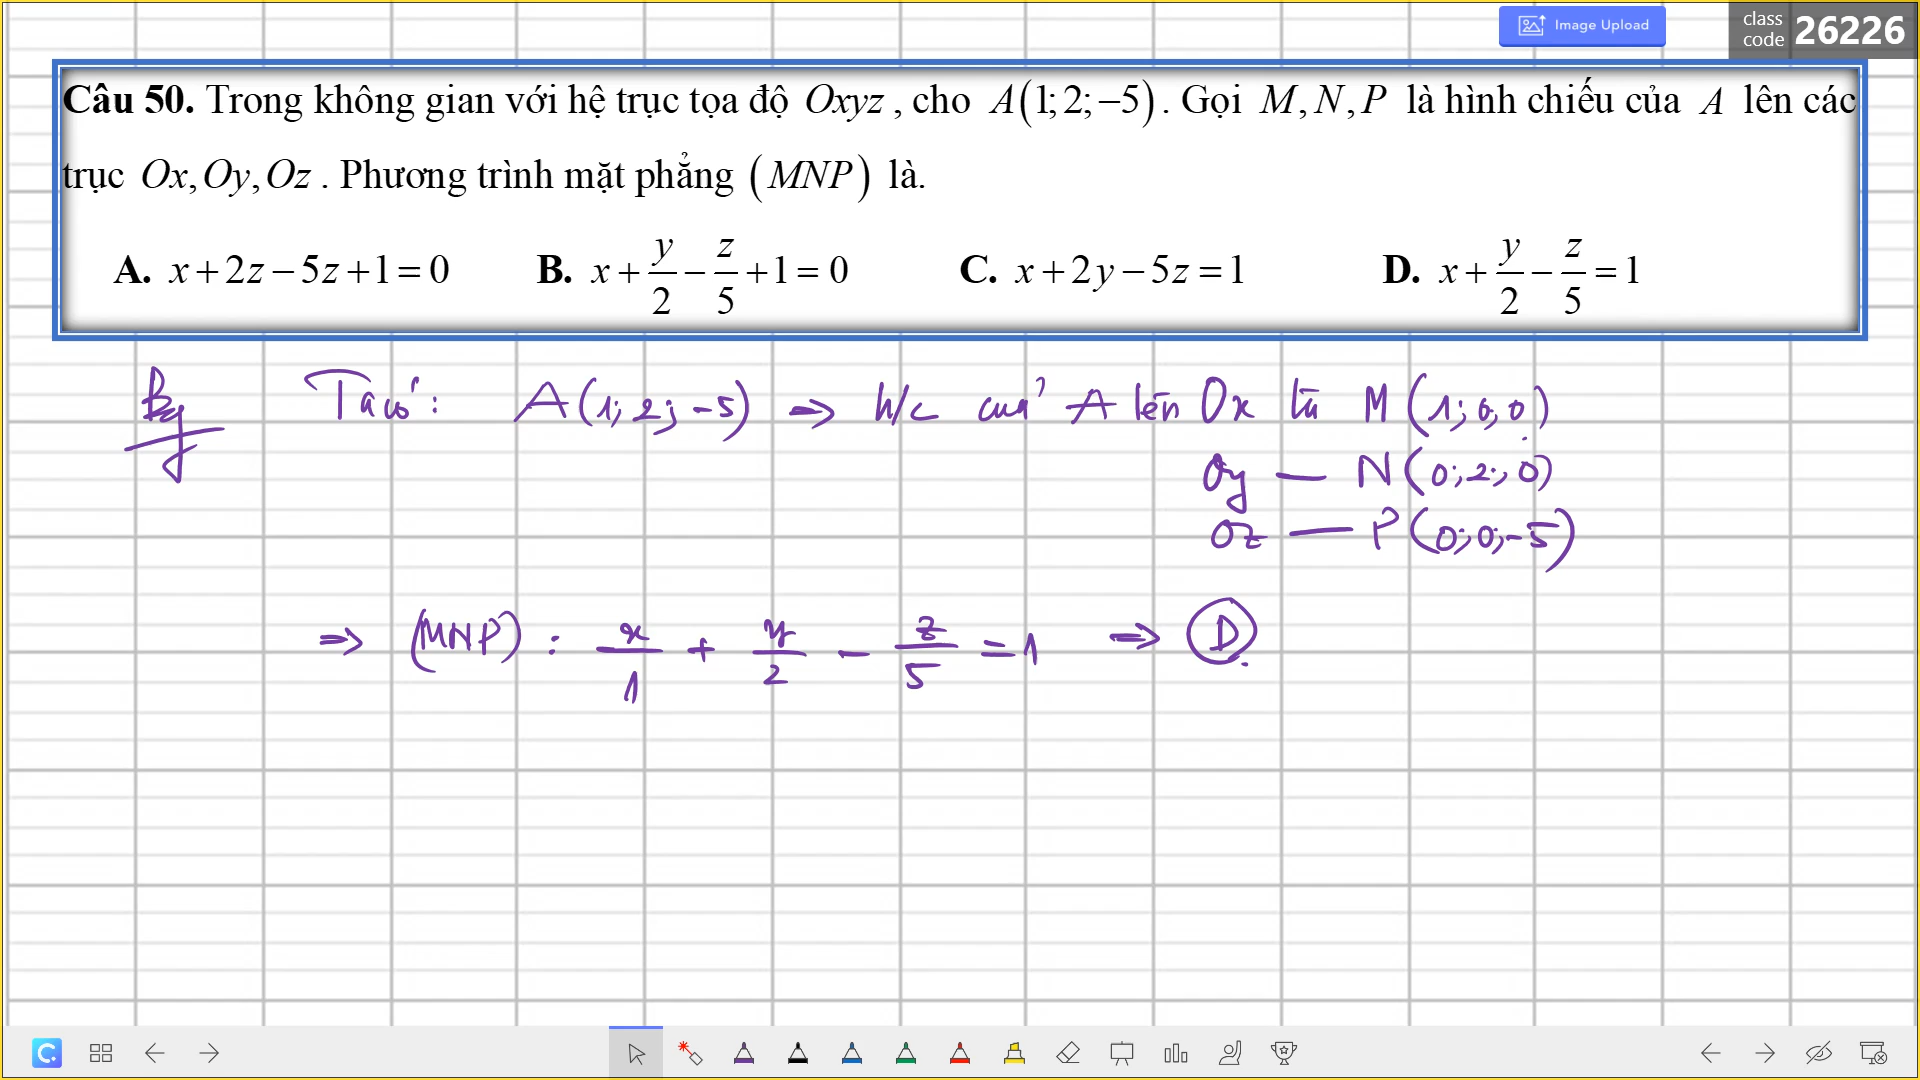 Image Upload
class code 26226
Câu 50. Trong không gian với hệ trục tọa độ Oxyz, cho A(1;2;−5). Gọi M,N,P là hình chiếu của A lên các
trục Ox,Oy,Oz. Phương trình mặt phẳng (MNP) là.
A. x+2z−5z+1=0 B. x+y/2−z/5+1=0 C. x+2y−5z=1 D. x+y/2−z/5=1
Ta có: A(1;2;-5) => h/c của A lên Ox là M(1;0;0)
Oy — N(0;2;0)
Oz — P(0;0;-5)
=> (MNP): x/1 + y/2 - z/5 = 1 => D.